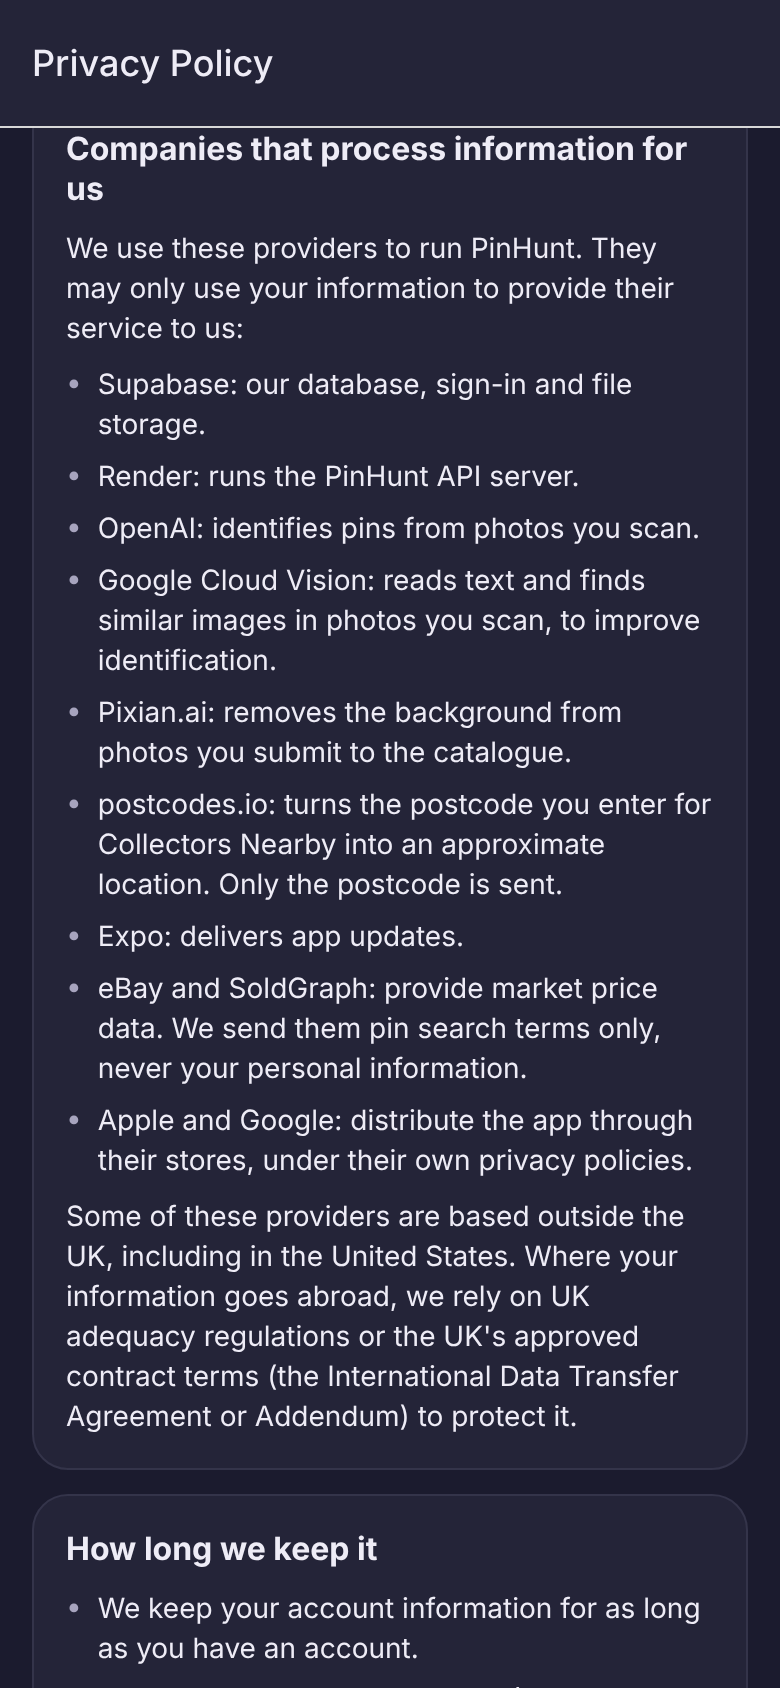 Privacy Policy
Companies that process information for
us
We use these providers to run PinHunt. They
may only use your information to provide their
service to us:
• Supabase: our database, sign-in and file
storage.
• Render: runs the PinHunt API server.
• OpenAI: identifies pins from photos you scan.
• Google Cloud Vision: reads text and finds
similar images in photos you scan, to improve
identification.
• Pixian.ai: removes the background from
photos you submit to the catalogue.
• postcodes.io: turns the postcode you enter for
Collectors Nearby into an approximate
location. Only the postcode is sent.
• Expo: delivers app updates.
• eBay and SoldGraph: provide market price
data. We send them pin search terms only,
never your personal information.
• Apple and Google: distribute the app through
their stores, under their own privacy policies.
Some of these providers are based outside the
UK, including in the United States. Where your
information goes abroad, we rely on UK
adequacy regulations or the UK's approved
contract terms (the International Data Transfer
Agreement or Addendum) to protect it.
How long we keep it
• We keep your account information for as long
as you have an account.